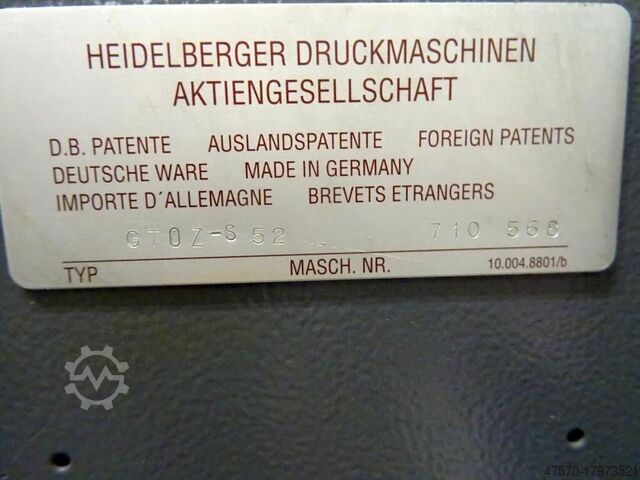 HEIDELBERGER DRUCKMASCHINEN
AKTIENGESELLSCHAFT
D.B. PATENTE AUSLANDSPATENTE FOREIGN PATENTS
DEUTSCHE WARE MADE IN GERMANY
IMPORTE D´ALLEMAGNE BREVETS ETRANGERS
GTOZ-S 52 710 568
TYP MASCH. NR. 10.004.8801/b
47570-17973521